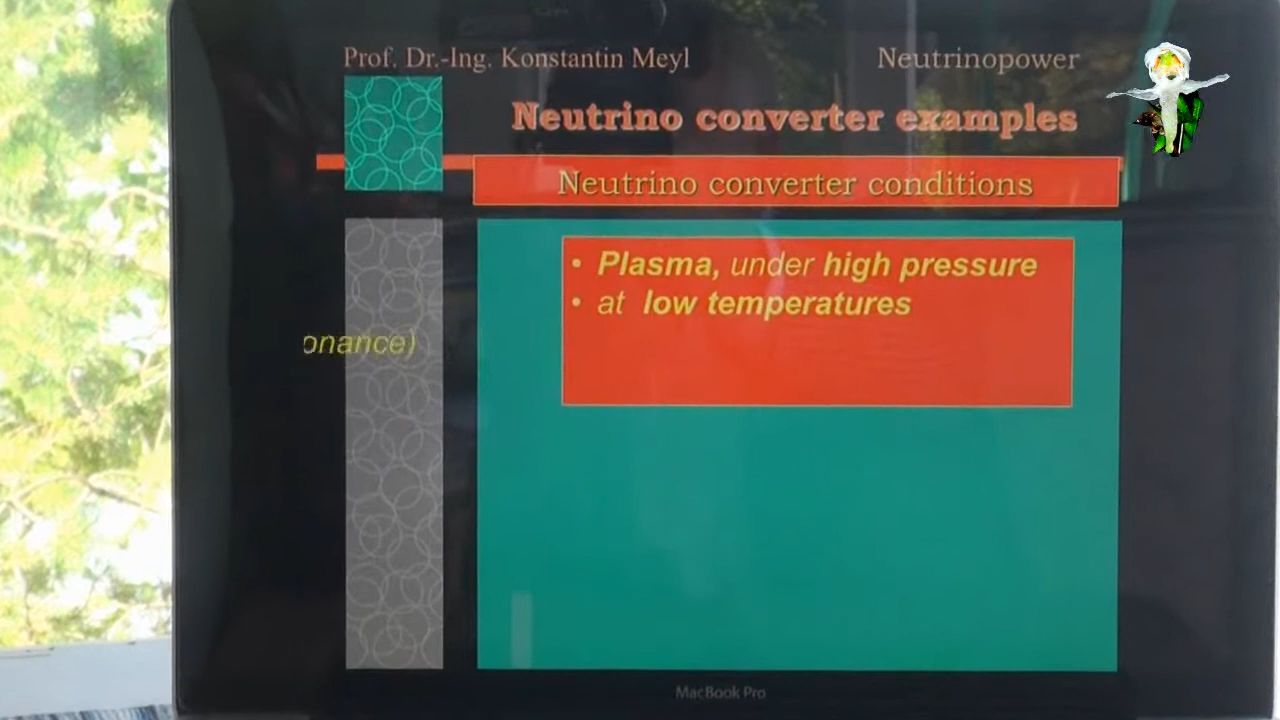 Prof. Dr.-Ing. Konstantin Meyl
Neutrinopower
Neutrino converter examples
Neutrino converter conditions
• Plasma, under high pressure
• at low temperatures
onance)
MacBook Pro